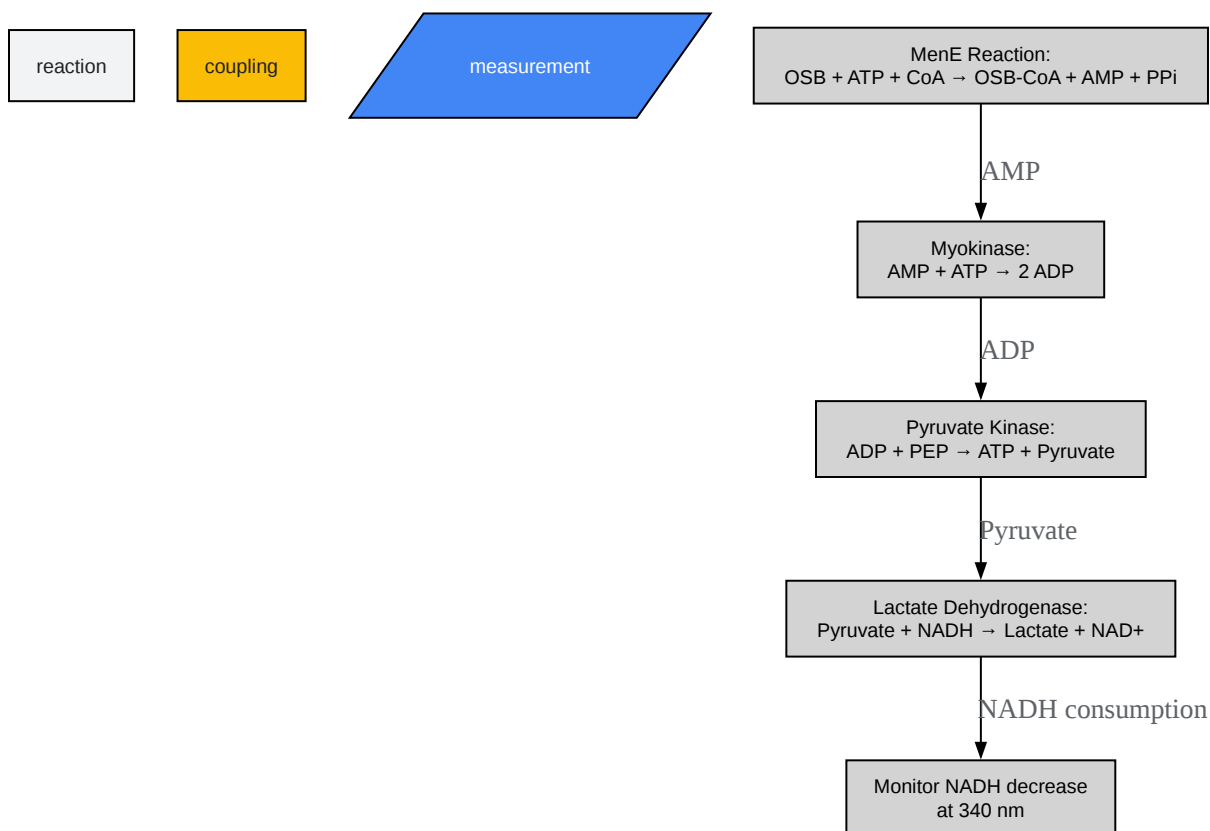 reaction
coupling
measurement
MenE Reaction:
OSB + ATP + CoA → OSB-CoA + AMP + PPi
AMP
Myokinase:
AMP + ATP → 2 ADP
ADP
Pyruvate Kinase:
ADP + PEP → ATP + Pyruvate
Pyruvate
Lactate Dehydrogenase:
Pyruvate + NADH → Lactate + NAD+
NADH consumption
Monitor NADH decrease
at 340 nm